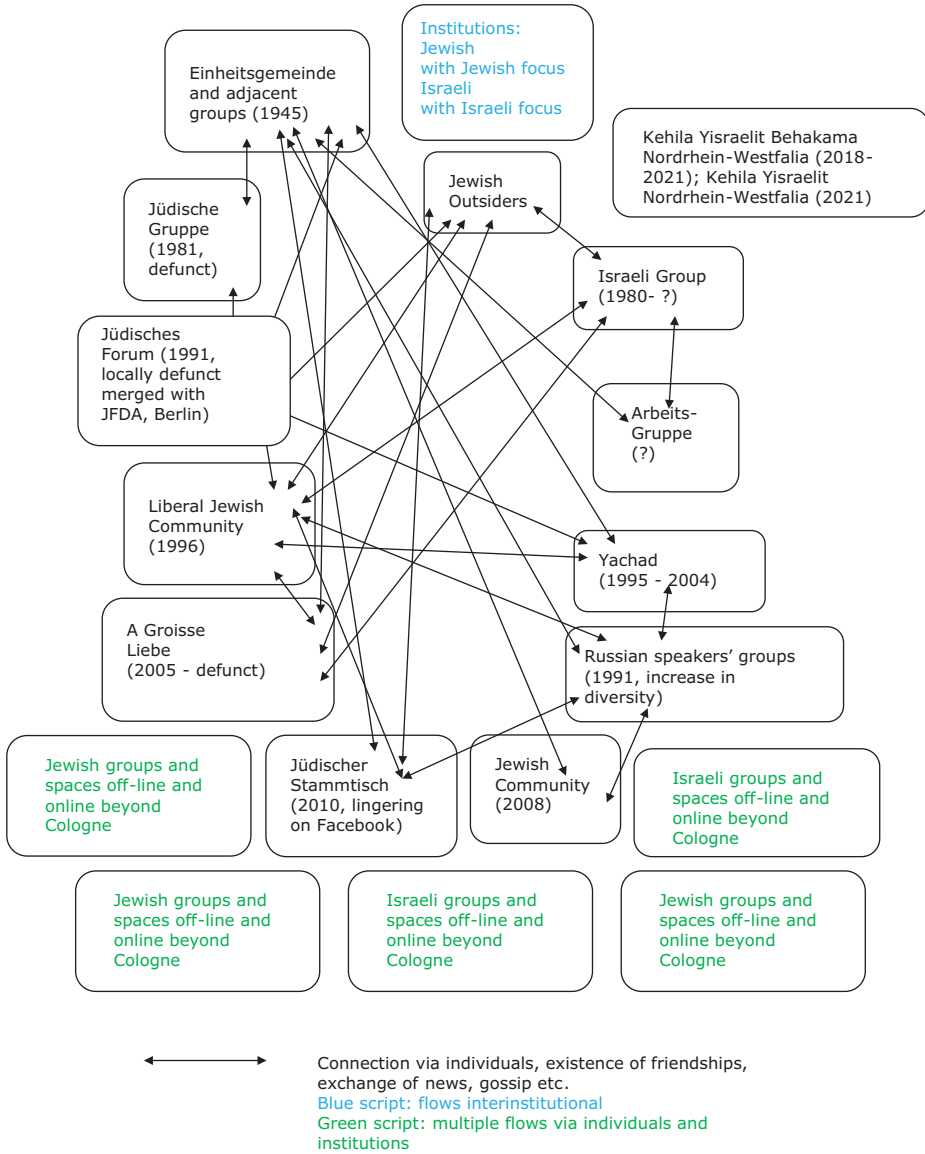 Institutions:
Jewish
with Jewish focus
Israeli
with Israeli focus
Einheitsgemeinde
and adjacent
groups (1945)
Kehila Yisraelit Behakama
Nordrhein-Westfalia (2018-
2021); Kehila Yisraelit
Nordrhein-Westfalia (2021)
Jewish
Outsiders
Jüdische
Gruppe
(1981,
defunct)
Israeli Group
(1980- ?)
Jüdisches
Forum (1991,
locally defunct
merged with
JFDA, Berlin)
Arbeits-
Gruppe
(?)
Liberal Jewish
Community
(1996)
Yachad
(1995 - 2004)
A Groisse
Liebe
(2005 - defunct)
Russian speakers’ groups
(1991, increase in
diversity)
Jewish groups and
spaces off-line and
online beyond
Cologne
Jüdischer
Stammtisch
(2010, lingering
on Facebook)
Jewish
Community
(2008)
Israeli groups and
spaces off-line and
online beyond
Cologne
Jewish groups and
spaces off-line and
online beyond
Cologne
Israeli groups and
spaces off-line and
online beyond
Cologne
Jewish groups and
spaces off-line and
online beyond
Cologne
Connection via individuals, existence of friendships,
exchange of news, gossip etc.
Blue script: flows interinstitutional
Green script: multiple flows via individuals and
institutions